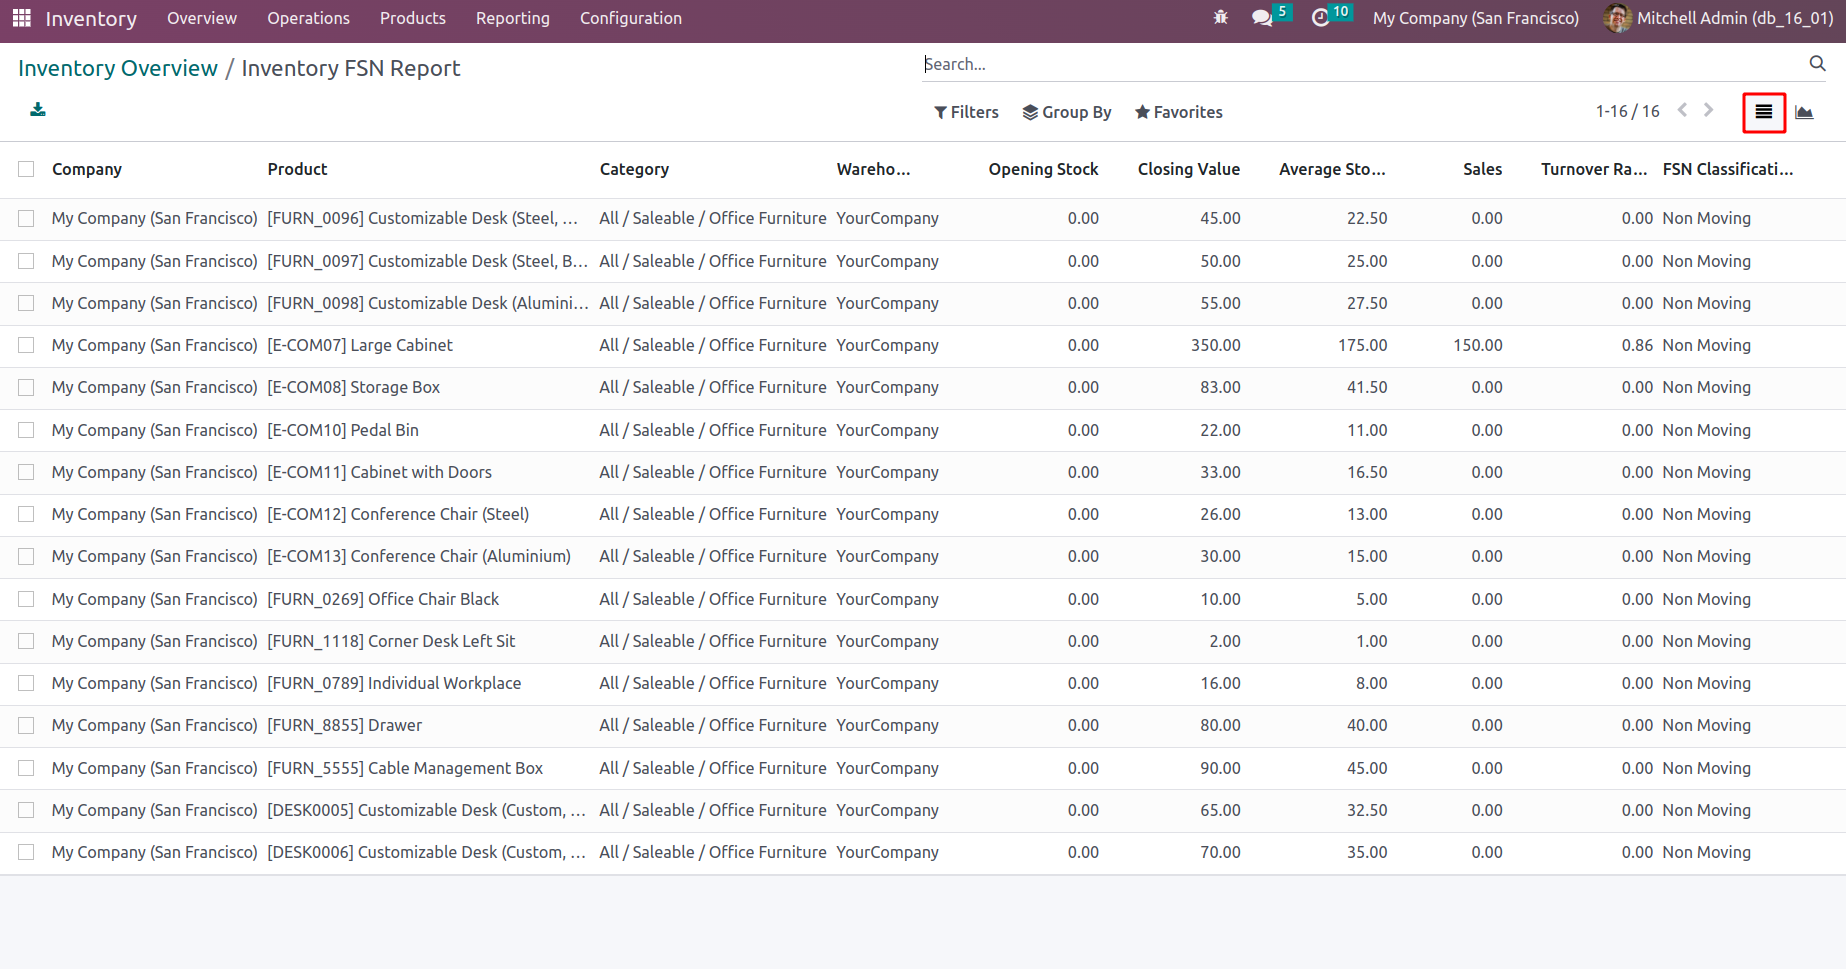 Inventory Overview Operations Products Reporting Configuration 5 10 My Company (San Francisco) Mitchell Admin (db_16_01)
Inventory Overview / Inventory FSN Report Search...
Filters Group By Favorites 1-16 / 16
Company Product Category Wareho... Opening Stock Closing Value Average Sto... Sales Turnover Ra... FSN Classificati...
My Company (San Francisco) [FURN_0096] Customizable Desk (Steel, ... All / Saleable / Office Furniture YourCompany 0.00 45.00 22.50 0.00 0.00 Non Moving
My Company (San Francisco) [FURN_0097] Customizable Desk (Steel, B... All / Saleable / Office Furniture YourCompany 0.00 50.00 25.00 0.00 0.00 Non Moving
My Company (San Francisco) [FURN_0098] Customizable Desk (Alumini... All / Saleable / Office Furniture YourCompany 0.00 55.00 27.50 0.00 0.00 Non Moving
My Company (San Francisco) [E-COM07] Large Cabinet All / Saleable / Office Furniture YourCompany 0.00 350.00 175.00 150.00 0.86 Non Moving
My Company (San Francisco) [E-COM08] Storage Box All / Saleable / Office Furniture YourCompany 0.00 83.00 41.50 0.00 0.00 Non Moving
My Company (San Francisco) [E-COM10] Pedal Bin All / Saleable / Office Furniture YourCompany 0.00 22.00 11.00 0.00 0.00 Non Moving
My Company (San Francisco) [E-COM11] Cabinet with Doors All / Saleable / Office Furniture YourCompany 0.00 33.00 16.50 0.00 0.00 Non Moving
My Company (San Francisco) [E-COM12] Conference Chair (Steel) All / Saleable / Office Furniture YourCompany 0.00 26.00 13.00 0.00 0.00 Non Moving
My Company (San Francisco) [E-COM13] Conference Chair (Aluminium) All / Saleable / Office Furniture YourCompany 0.00 30.00 15.00 0.00 0.00 Non Moving
My Company (San Francisco) [FURN_0269] Office Chair Black All / Saleable / Office Furniture YourCompany 0.00 10.00 5.00 0.00 0.00 Non Moving
My Company (San Francisco) [FURN_1118] Corner Desk Left Sit All / Saleable / Office Furniture YourCompany 0.00 2.00 1.00 0.00 0.00 Non Moving
My Company (San Francisco) [FURN_0789] Individual Workplace All / Saleable / Office Furniture YourCompany 0.00 16.00 8.00 0.00 0.00 Non Moving
My Company (San Francisco) [FURN_8855] Drawer All / Saleable / Office Furniture YourCompany 0.00 80.00 40.00 0.00 0.00 Non Moving
My Company (San Francisco) [FURN_5555] Cable Management Box All / Saleable / Office Furniture YourCompany 0.00 90.00 45.00 0.00 0.00 Non Moving
My Company (San Francisco) [DESK0005] Customizable Desk (Custom, ... All / Saleable / Office Furniture YourCompany 0.00 65.00 32.50 0.00 0.00 Non Moving
My Company (San Francisco) [DESK0006] Customizable Desk (Custom, ... All / Saleable / Office Furniture YourCompany 0.00 70.00 35.00 0.00 0.00 Non Moving